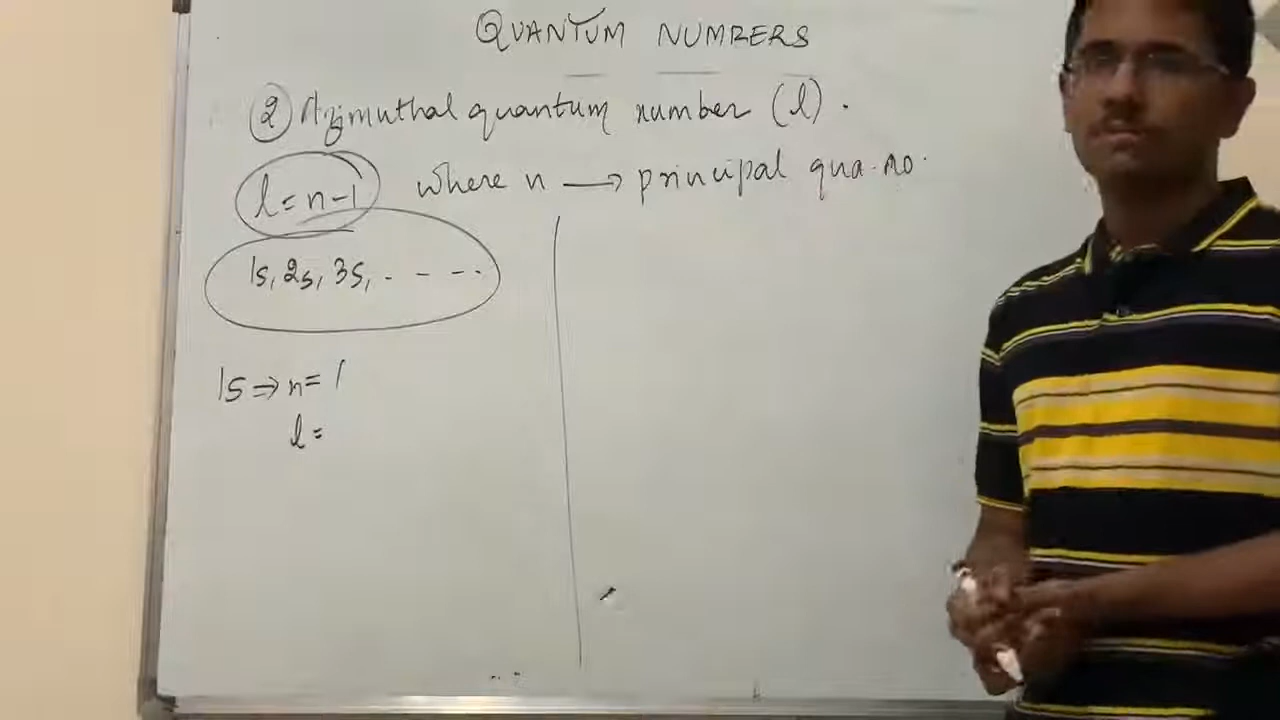 QUANTUM NUMBERS
② Azimuthal quantum number (l).
l = n-1 where n → principal qua. no.
1s, 2s, 3s, . - - - .
1s ⇒ n = 1
l =